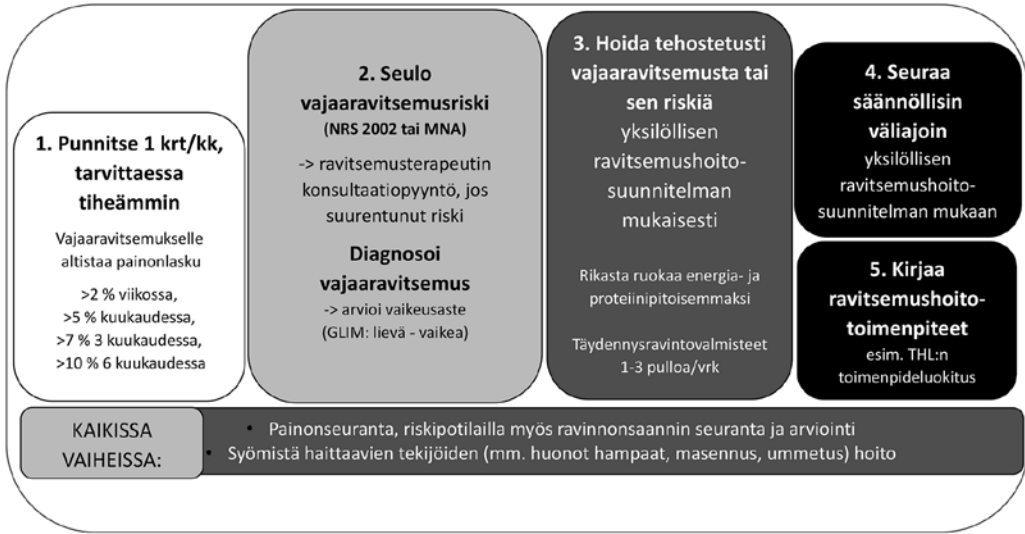 1. Punnitse 1 krt/kk,
tarvittaessa
tiheämmin
Vajaaravitsemukselle
altistaa painonlasku
>2 % viikossa,
>5 % kuukaudessa,
>7 % 3 kuukaudessa,
>10 % 6 kuukaudessa
2. Seulo
vajaaravitsemusriski
(NRS 2002 tai MNA)
-> ravitsemusterapeutin
konsultaatiopyyntö, jos
suurentunut riski
Diagnosoi
vajaaravitsemus
-> arvioi vaikeusaste
(GLIM: lievä - vaikea)
3. Hoida tehostetusti
vajaaravitsemusta tai
sen riskiä
yksilöllisen
ravitsemushoito-
suunnitelman
mukaisesti
Rikasta ruokaa energia- ja
proteiinipitoisemmaksi
Täydennysravintovalmisteet
1-3 pulloa/vrk
4. Seuraa
säännöllisin
väliajoin
yksilöllisen
ravitsemushoito-
suunnitelman mukaan
5. Kirjaa
ravitsemushoito-
toimenpiteet
esim. THL:n
toimenpideluokitus
KAIKISSA
VAIHEISSA:
• Painonseuranta, riskipotilailla myös ravinnonsaannin seuranta ja arviointi
• Syömistä haittaavien tekijöiden (mm. huonot hampaat, masennus, ummetus) hoito